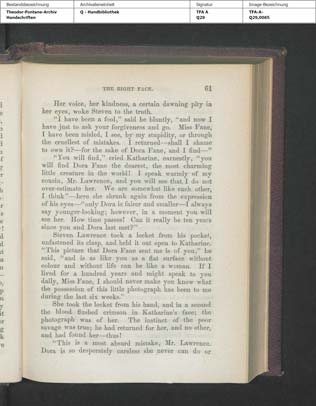 Bestandsbezeichnung
Archivalieneinheit
Signatur
Image-Bezeichnung
Theodor-Fontane-Archiv
Handschriften
Q - Handbibliothek
TFA A
Q29
TFA-A-
Q29,0065
THE RIGHT FACE. 61
Her voice, her kindness, a certain dawning pity in
her eyes, woke Steven to the truth.
"I have been a fool," said he bluntly, "and now I
have just to ask your forgiveness and go. Miss Fane,
I have been misled, I see, by my stupidity, or through
the cruellest of mistakes. I returned—shall I shame
to own it?—for the sake of Dora Fane, and I find—"
"You will find," cried Katharine, earnestly, "you
will find Dora Fane the dearest, the most charming
little creature in the world! I speak warmly of my
cousin, Mr. Lawrence, and you will see that I do not
over-estimate her. We are somewhat like each other,
I think"—here she shrunk again from the expression
of his eyes—"only Dora is fairer and smaller—I always
say younger-looking; however, in a moment you will
see her. How time passes! Can it really be ten years
since you and Dora last met?"
Steven Lawrence took a locket from his pocket,
unfastened its clasp, and held it out open to Katharine.
"This picture that Dora Fane sent me is of you," he
said, "and is as like you as a flat surface without
colour and without life can be like a woman. If I
lived for a hundred years and might speak to you
daily, Miss Fane, I should never make you know what
the possession of this little photograph has been to me
during the last six weeks."
She took the locket from his hand, and in a second
the blood flushed crimson in Katharine's face; the
photograph was of her. The instinct of the poor
savage was true; he had returned for her, and no other,
and had found her—thus!
"This is a most absurd mistake, Mr. Lawrence.
Dora is so desperately careless she never can do or